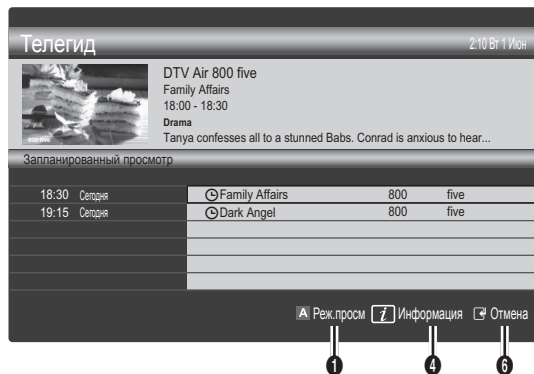 Телегид 2:10 Вт 1 Июн
DTV Air 800 five
Family Affairs
18:00 - 18:30
Drama
Tanya confesses all to a stunned Babs. Conrad is anxious to hear...
800 five
Запланированный просмотр
18:30 Сегодня Family Affairs 800 five
19:15 Сегодня Dark Angel 800 five
A Реж.просм i Информация Отмена
1 4 6